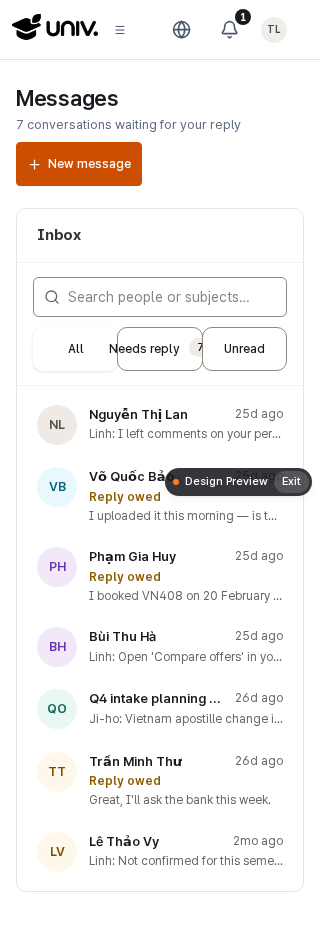 UNIV.
1
TL
Messages
7 conversations waiting for your reply
New message
Inbox
Search people or subjects...
All
Needs reply 7
Unread
NL
Nguyễn Thị Lan
25d ago
Linh: I left comments on your per...
VB
Võ Quốc Bảo
Reply owed
I uploaded it this morning — is t...
Design Preview
Exit
PH
Phạm Gia Huy
25d ago
Reply owed
I booked VN408 on 20 February ...
BH
Bùi Thu Hà
25d ago
Linh: Open 'Compare offers' in yo...
QO
Q4 intake planning ...
26d ago
Ji-ho: Vietnam apostille change i...
TT
Trần Minh Thư
26d ago
Reply owed
Great, I'll ask the bank this week.
LV
Lê Thảo Vy
2mo ago
Linh: Not confirmed for this seme...